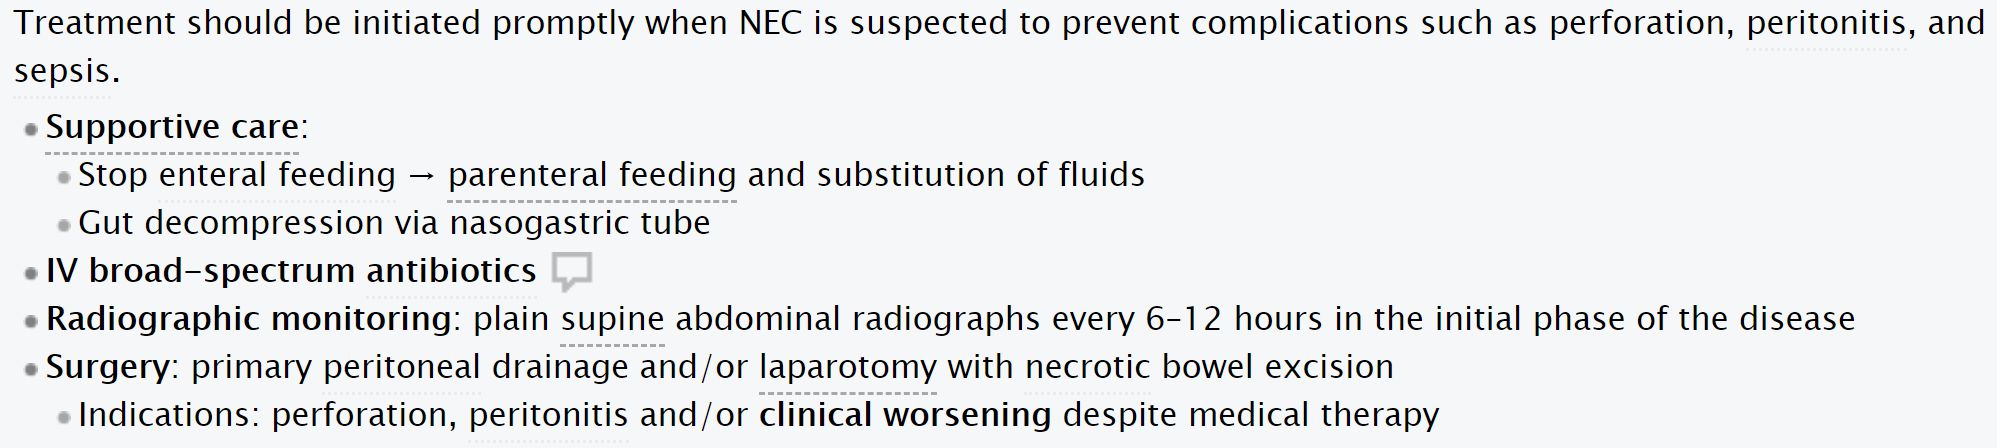 Treatment should be initiated promptly when NEC is suspected to prevent complications such as perforation, peritonitis, and
sepsis.
Supportive care:
Stop enteral feeding → parenteral feeding and substitution of fluids
Gut decompression via nasogastric tube
IV broad-spectrum antibiotics
Radiographic monitoring: plain supine abdominal radiographs every 6–12 hours in the initial phase of the disease
Surgery: primary peritoneal drainage and/or laparotomy with necrotic bowel excision
Indications: perforation, peritonitis and/or clinical worsening despite medical therapy